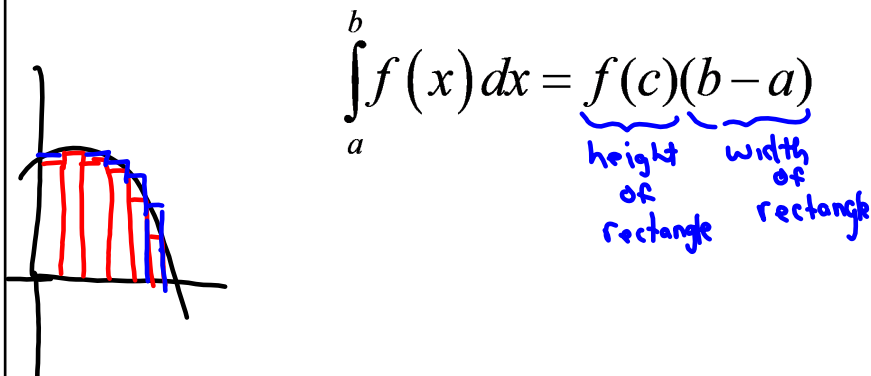 b
∫ f(x) dx = f(c)(b − a)
a
height of rectangle
width of rectangle